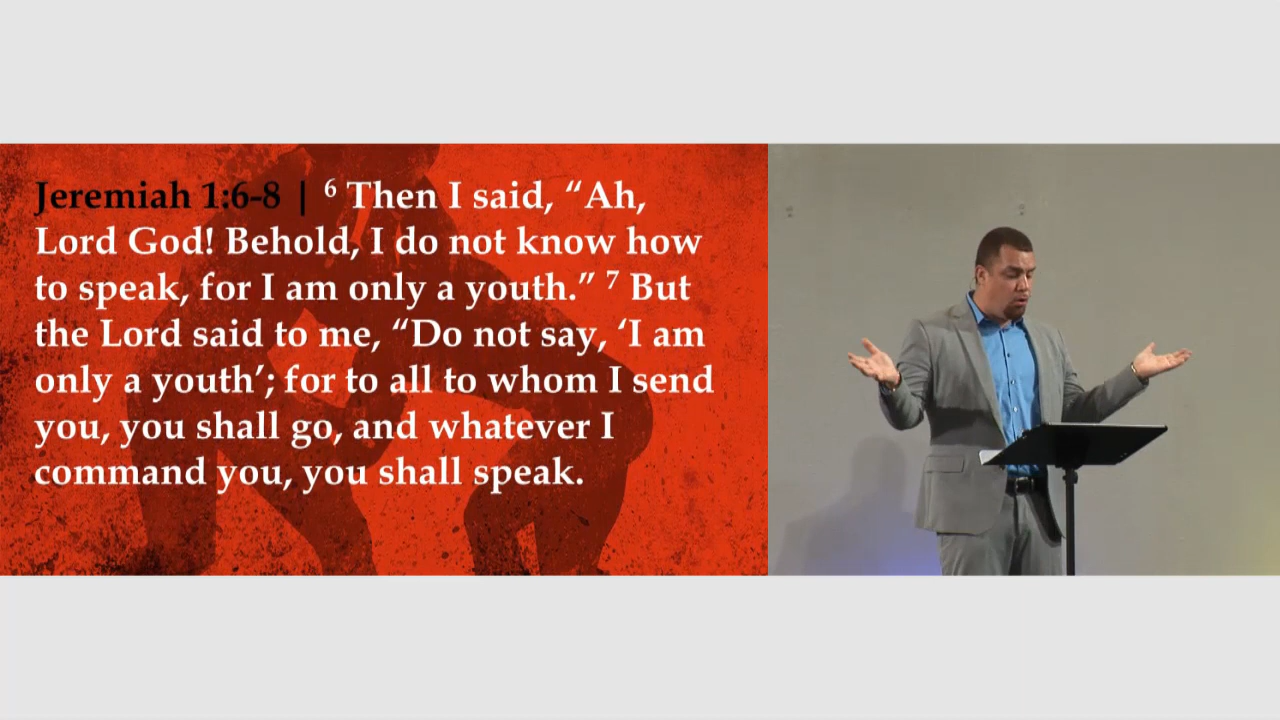 Jeremiah 1:6-8 | ⁶ Then I said, “Ah,
Lord God! Behold, I do not know how
to speak, for I am only a youth.” ⁷ But
the Lord said to me, “Do not say, ‘I am
only a youth’; for to all to whom I send
you, you shall go, and whatever I
command you, you shall speak.